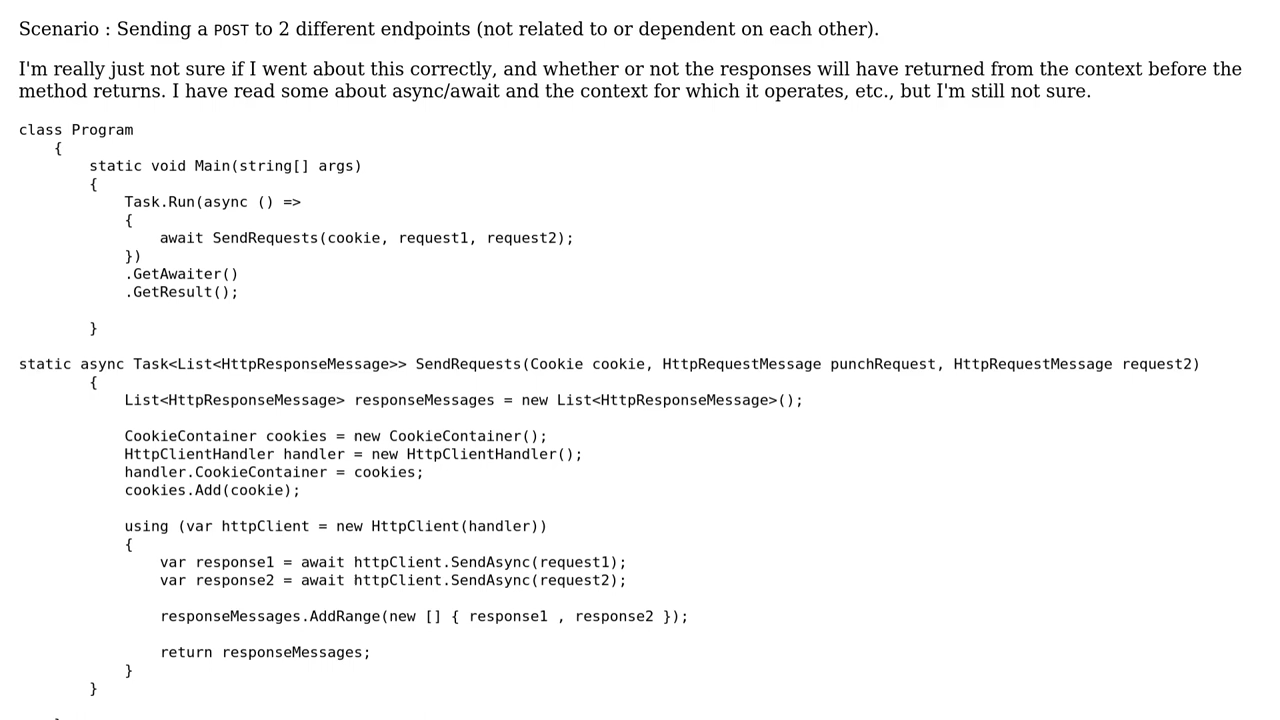 Scenario : Sending a POST to 2 different endpoints (not related to or dependent on each other).
I'm really just not sure if I went about this correctly, and whether or not the responses will have returned from the context before the
method returns. I have read some about async/await and the context for which it operates, etc., but I'm still not sure.
class Program
    {
        static void Main(string[] args)
        {
            Task.Run(async () =>
            {
                await SendRequests(cookie, request1, request2);
            })
            .GetAwaiter()
            .GetResult();

        }

static async Task<List<HttpResponseMessage>> SendRequests(Cookie cookie, HttpRequestMessage punchRequest, HttpRequestMessage request2)
        {
            List<HttpResponseMessage> responseMessages = new List<HttpResponseMessage>();

            CookieContainer cookies = new CookieContainer();
            HttpClientHandler handler = new HttpClientHandler();
            handler.CookieContainer = cookies;
            cookies.Add(cookie);

            using (var httpClient = new HttpClient(handler))
            {
                var response1 = await httpClient.SendAsync(request1);
                var response2 = await httpClient.SendAsync(request2);

                responseMessages.AddRange(new [] { response1 , response2 });

                return responseMessages;
            }
        }